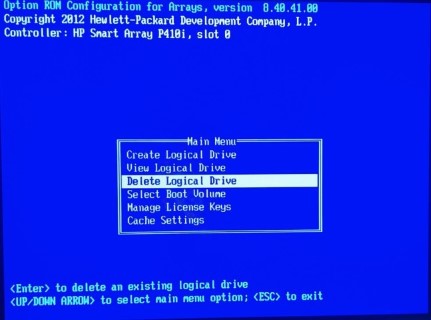 Option ROM Configuration for Arrays, version 8.40.41.00
Copyright 2012 Hewlett-Packard Development Company, L.P.
Controller: HP Smart Array P410i, slot 0
Main Menu
Create Logical Drive
View Logical Drive
Delete Logical Drive
Select Boot Volume
Manage License Keys
Cache Settings
<Enter> to delete an existing logical drive
<UP/DOWN ARROW> to select main menu option; <ESC> to exit